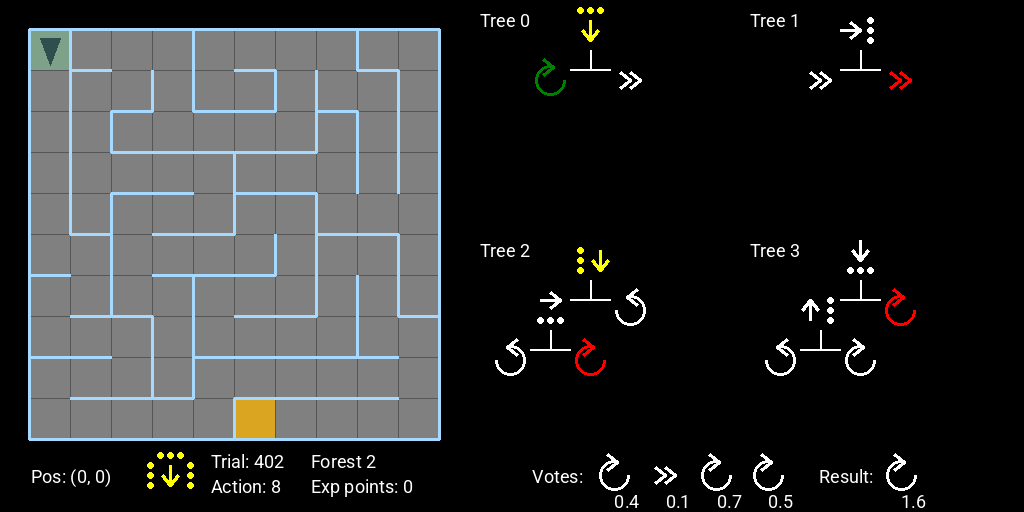 Tree 0
Tree 1
Tree 2
Tree 3
Pos: (0, 0)
Trial: 402
Forest 2
Action: 8
Exp points: 0
Votes:
0.4
0.1
0.7
0.5
Result:
1.6